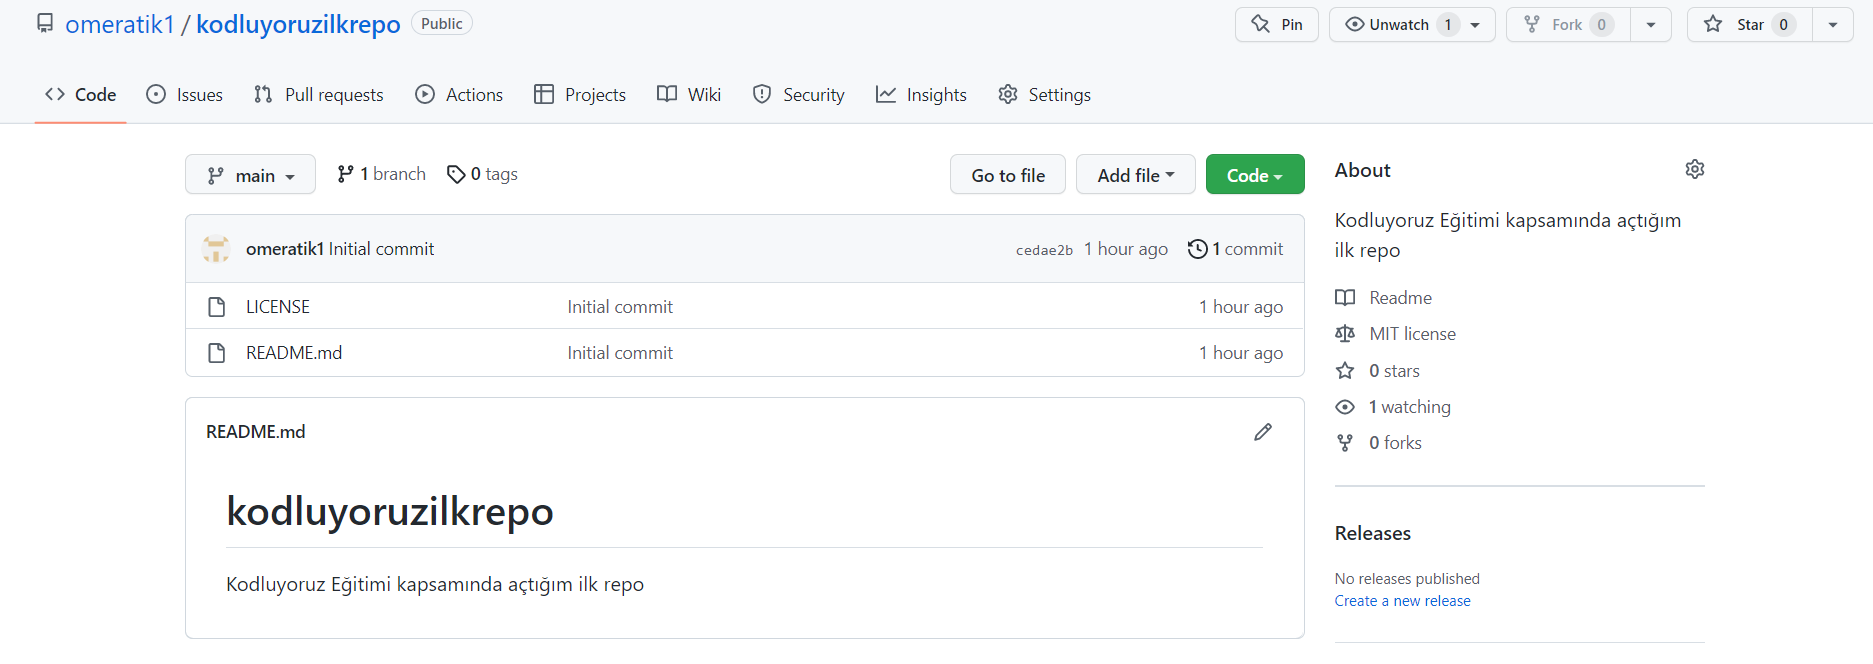 omeratik1 / kodluyoruzilkrepo Public
Pin Unwatch 1 Fork 0 Star 0
Code Issues Pull requests Actions Projects Wiki Security Insights Settings
main 1 branch 0 tags Go to file Add file Code
omeratik1 Initial commit cedae2b 1 hour ago 1 commit
LICENSE Initial commit 1 hour ago
README.md Initial commit 1 hour ago
README.md
kodluyoruzilkrepo
Kodluyoruz Eğitimi kapsamında açtığım ilk repo
About
Kodluyoruz Eğitimi kapsamında açtığım
ilk repo
Readme
MIT license
0 stars
1 watching
0 forks
Releases
No releases published
Create a new release